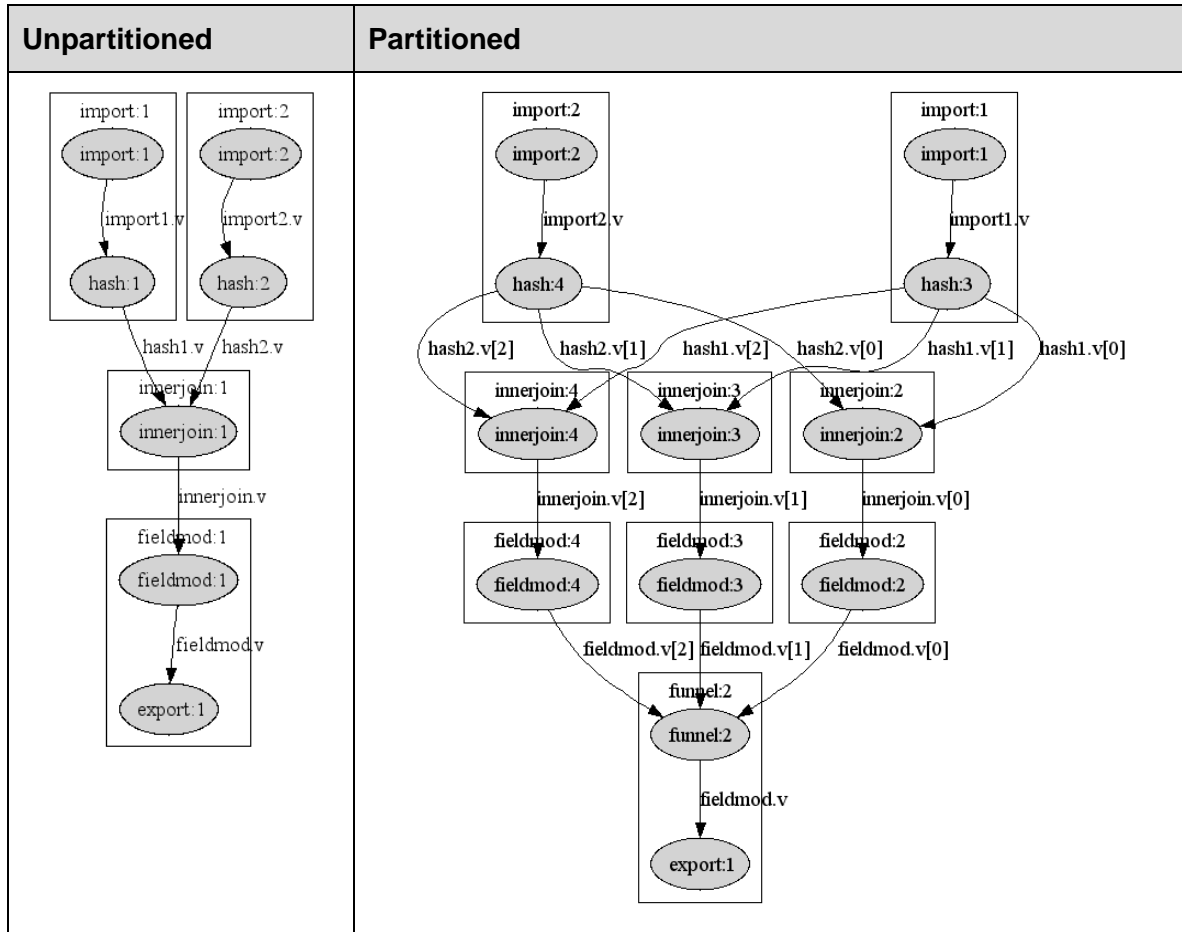 Unpartitioned
Partitioned
import:1
import:2
import:1
import:2
import1.v
import2.v
hash:1
hash:2
hash1.v
hash2.v
innerjoin:1
innerjoin:1
innerjoin.v
fieldmod:1
fieldmod:1
fieldmod.v
export:1
import:2
import:1
import:2
import:1
import2.v
import1.v
hash:4
hash:3
hash2.v[2]
hash2.v[1]
hash1.v[2]
hash2.v[0]
hash1.v[1]
hash1.v[0]
innerjoin:4
innerjoin:3
innerjoin:2
innerjoin:4
innerjoin:3
innerjoin:2
innerjoin.v[2]
innerjoin.v[1]
innerjoin.v[0]
fieldmod:4
fieldmod:3
fieldmod:2
fieldmod:4
fieldmod:3
fieldmod:2
fieldmod.v[2]
fieldmod.v[1]
fieldmod.v[0]
funnel:2
funnel:2
fieldmod.v
export:1